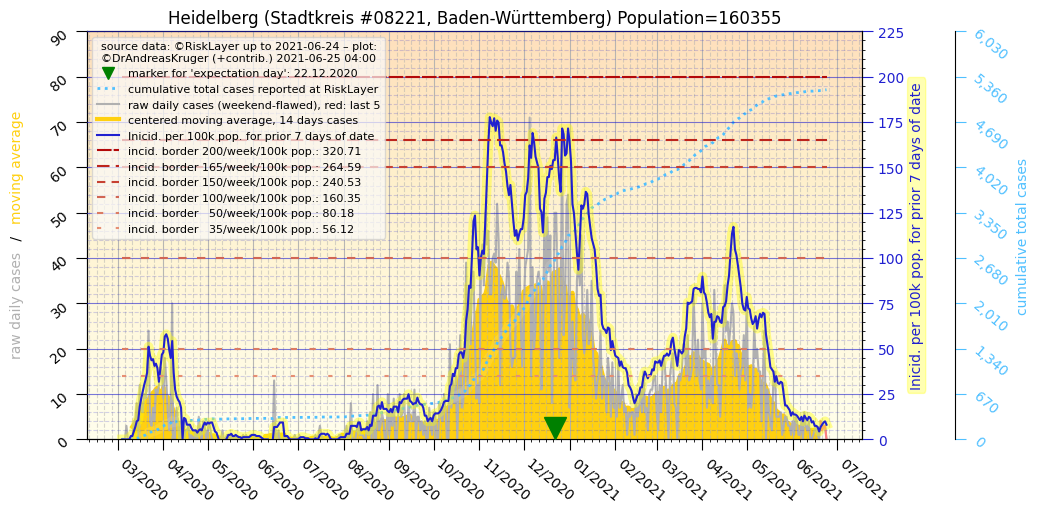 Heidelberg (Stadtkreis #08221, Baden-Württemberg) Population=160355
source data: ©RiskLayer up to 2021-06-24 – plot:
©DrAndreasKruger (+contrib.) 2021-06-25 04:00
marker for 'expectation day': 22.12.2020
cumulative total cases reported at RiskLayer
raw daily cases (weekend-flawed), red: last 5
centered moving average, 14 days cases
Inicid. per 100k pop. for prior 7 days of date
incid. border 200/week/100k pop.: 320.71
incid. border 165/week/100k pop.: 264.59
incid. border 150/week/100k pop.: 240.53
incid. border 100/week/100k pop.: 160.35
incid. border 50/week/100k pop.: 80.18
incid. border 35/week/100k pop.: 56.12
raw daily cases / moving average
90
80
70
60
50
40
30
20
10
0
225
200
175
150
125
100
75
50
25
0
Inicid. per 100k pop. for prior 7 days of date
6,030
5,360
4,690
4,020
3,350
2,680
2,010
1,340
670
0
cumulative total cases
03/2020
04/2020
05/2020
06/2020
07/2020
08/2020
09/2020
10/2020
11/2020
12/2020
01/2021
02/2021
03/2021
04/2021
05/2021
06/2021
07/2021